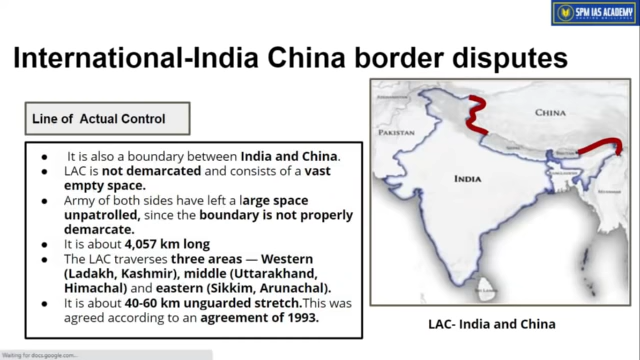 SPM IAS ACADEMY
International-India China border disputes
Line of Actual Control
● It is also a boundary between India and China.
● LAC is not demarcated and consists of a vast
empty space.
● Army of both sides have left a large space
unpatrolled, since the boundary is not properly
demarcate.
● It is about 4,057 km long
● The LAC traverses three areas — Western
(Ladakh, Kashmir), middle (Uttarakhand,
Himachal) and eastern (Sikkim, Arunachal).
● It is about 40-60 km unguarded stretch.This was
agreed according to an agreement of 1993.
CHINA
PAKISTAN
INDIA
LAC- India and China
Waiting for docs.google.com...